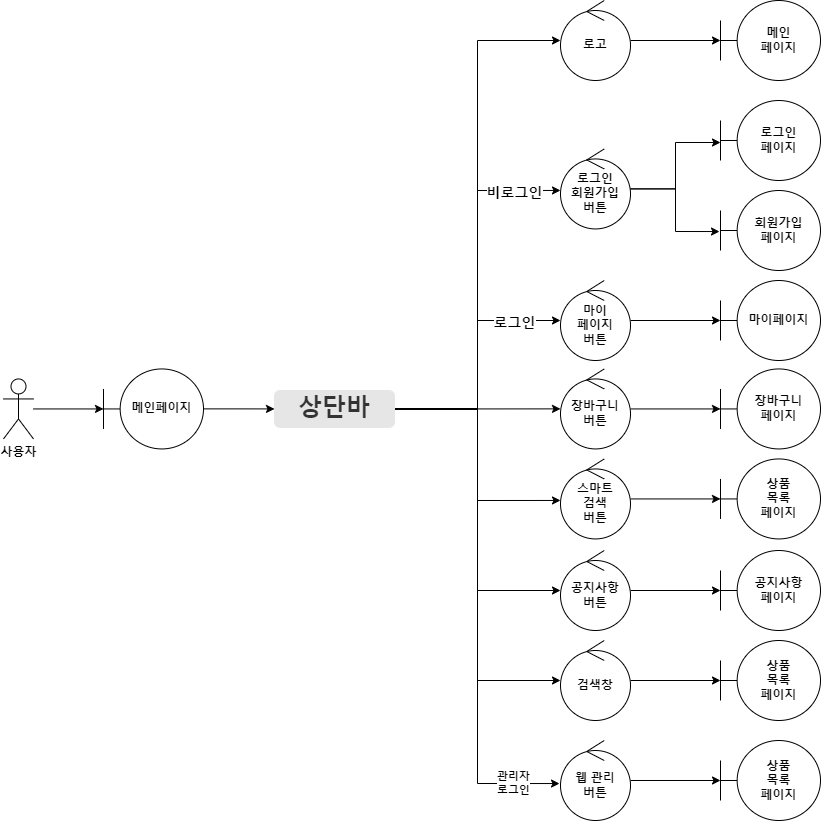 로고
메인
페이지
로그인
페이지
비로그인
로그인
회원가입
버튼
회원가입
페이지
로그인
마이
페이지
버튼
마이페이지
사용자
메인페이지
상단바
장바구니
버튼
장바구니
페이지
스마트
검색
버튼
상품
목록
페이지
공지사항
버튼
공지사항
페이지
검색창
상품
목록
페이지
관리자
로그인
웹 관리
버튼
상품
목록
페이지